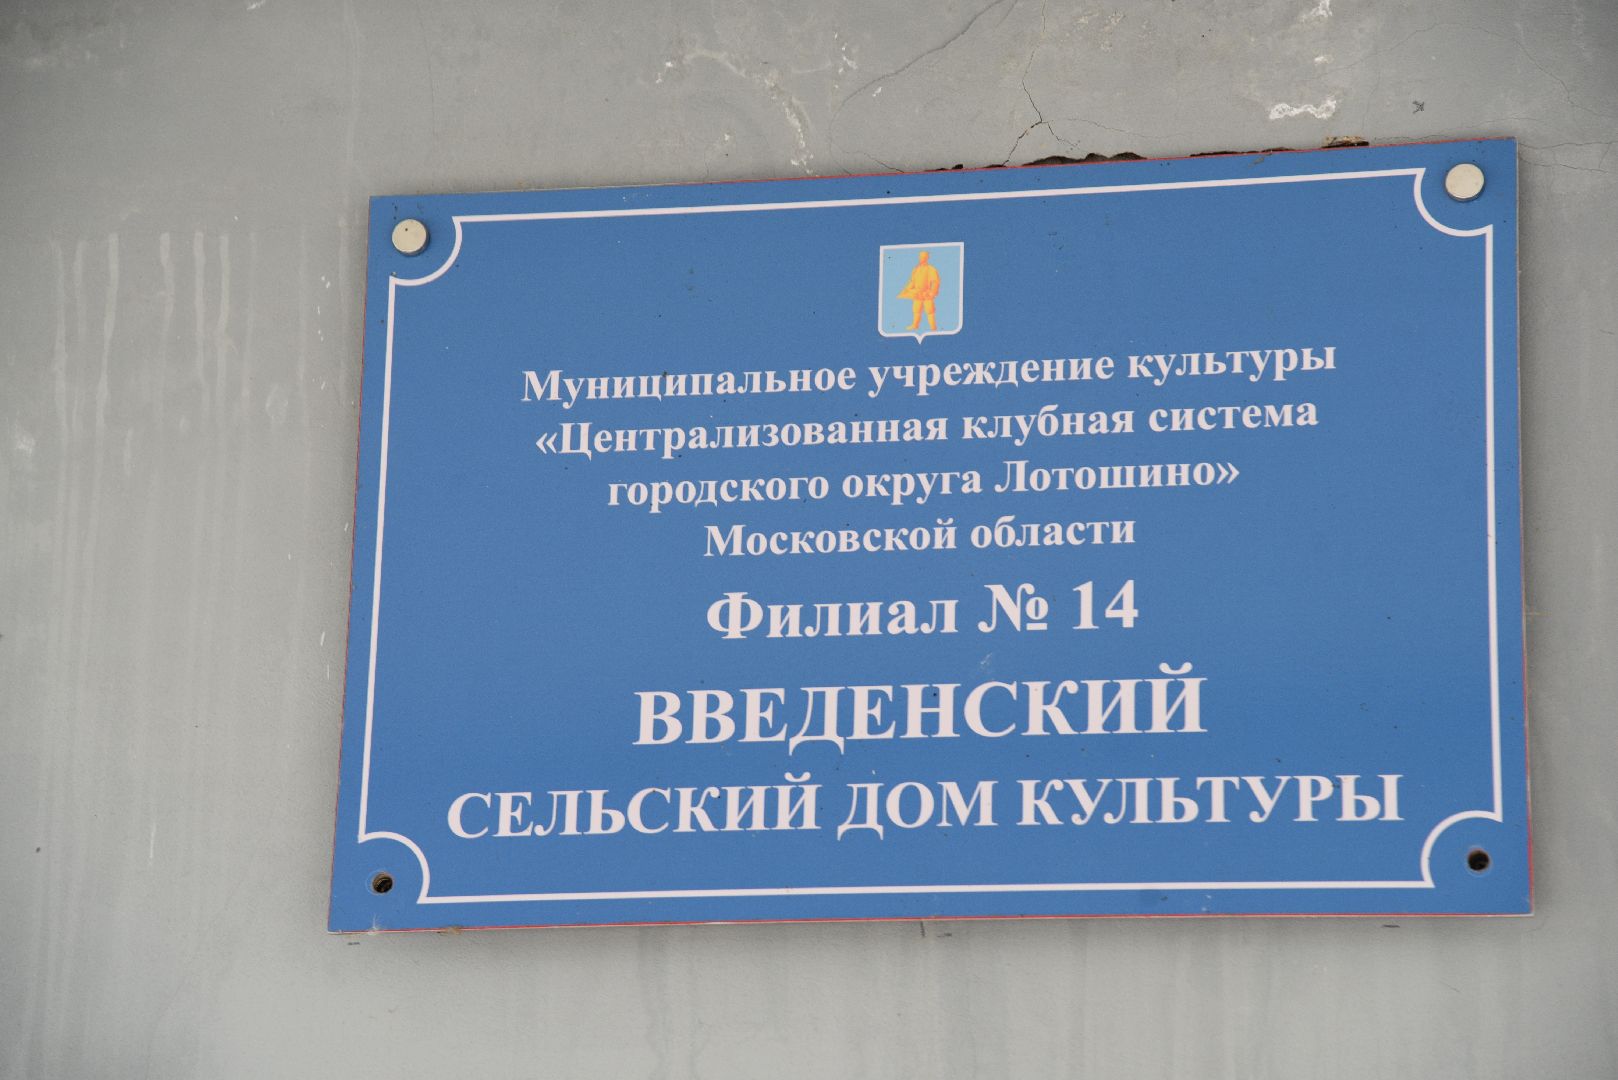 Муниципальное учреждение культуры
«Централизованная клубная система
городского округа Лотошино»
Московской области
Филиал № 14
ВВЕДЕНСКИЙ
СЕЛЬСКИЙ ДОМ КУЛЬТУРЫ